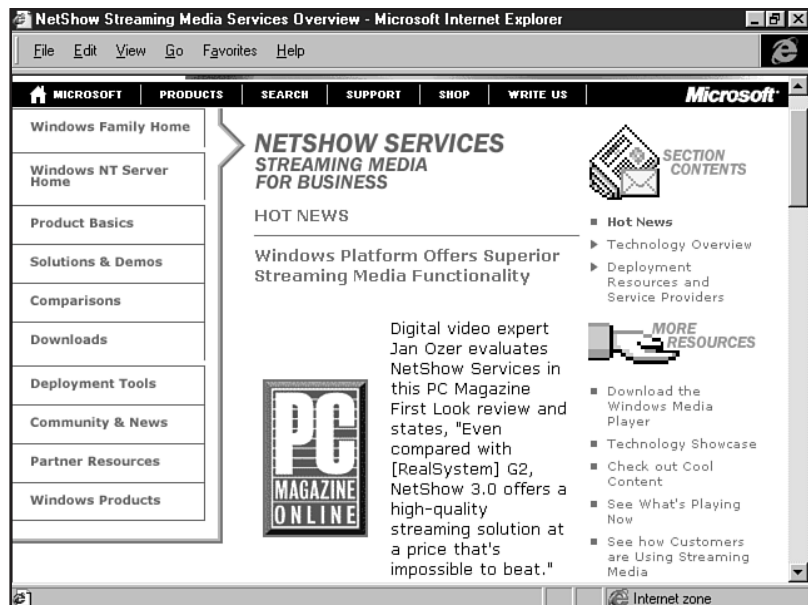 NetShow Streaming Media Services Overview - Microsoft Internet Explorer
File Edit View Go Favorites Help
MICROSOFT PRODUCTS SEARCH SUPPORT SHOP WRITE US Microsoft
Windows Family Home
Windows NT Server
Home
Product Basics
Solutions & Demos
Comparisons
Downloads
Deployment Tools
Community & News
Partner Resources
Windows Products
NETSHOW SERVICES
STREAMING MEDIA
FOR BUSINESS
HOT NEWS
Windows Platform Offers Superior
Streaming Media Functionality
PC
MAGAZINE
ONLINE
Digital video expert
Jan Ozer evaluates
NetShow Services in
this PC Magazine
First Look review and
states, "Even
compared with
[RealSystem] G2,
NetShow 3.0 offers a
high-quality
streaming solution at
a price that's
impossible to beat."
SECTION
CONTENTS
Hot News
Technology Overview
Deployment
Resources and
Service Providers
MORE
RESOURCES
Download the
Windows Media
Player
Technology Showcase
Check out Cool
Content
See What's Playing
Now
See how Customers
are Using Streaming
Media
Internet zone